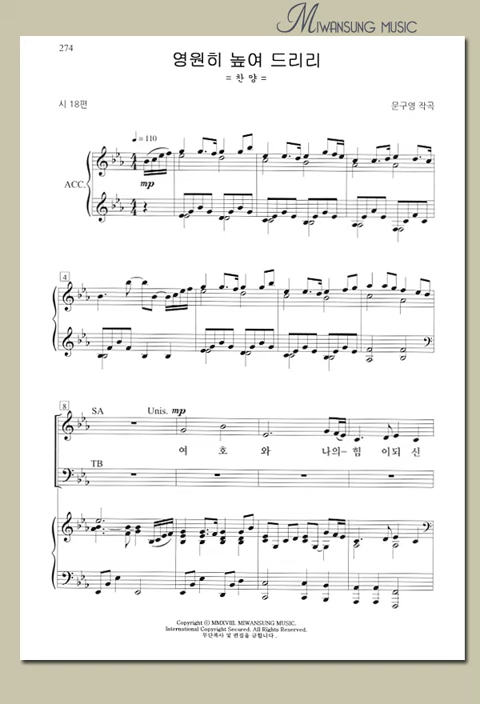 MIWANSUNG MUSIC
274
영원히 높여 드리리
= 찬 양 =
시 18편
문구영 작곡
♩ = 110
ACC.
mp
4
8
SA
Unis. mp
여 호 와 나의- 힘 이되 신
TB
Copyright ⓒ MMXVIII. MIWANSUNG MUSIC.
International Copyright Secured. All Rights Reserved.
무단복사 및 편집을 금합니다.